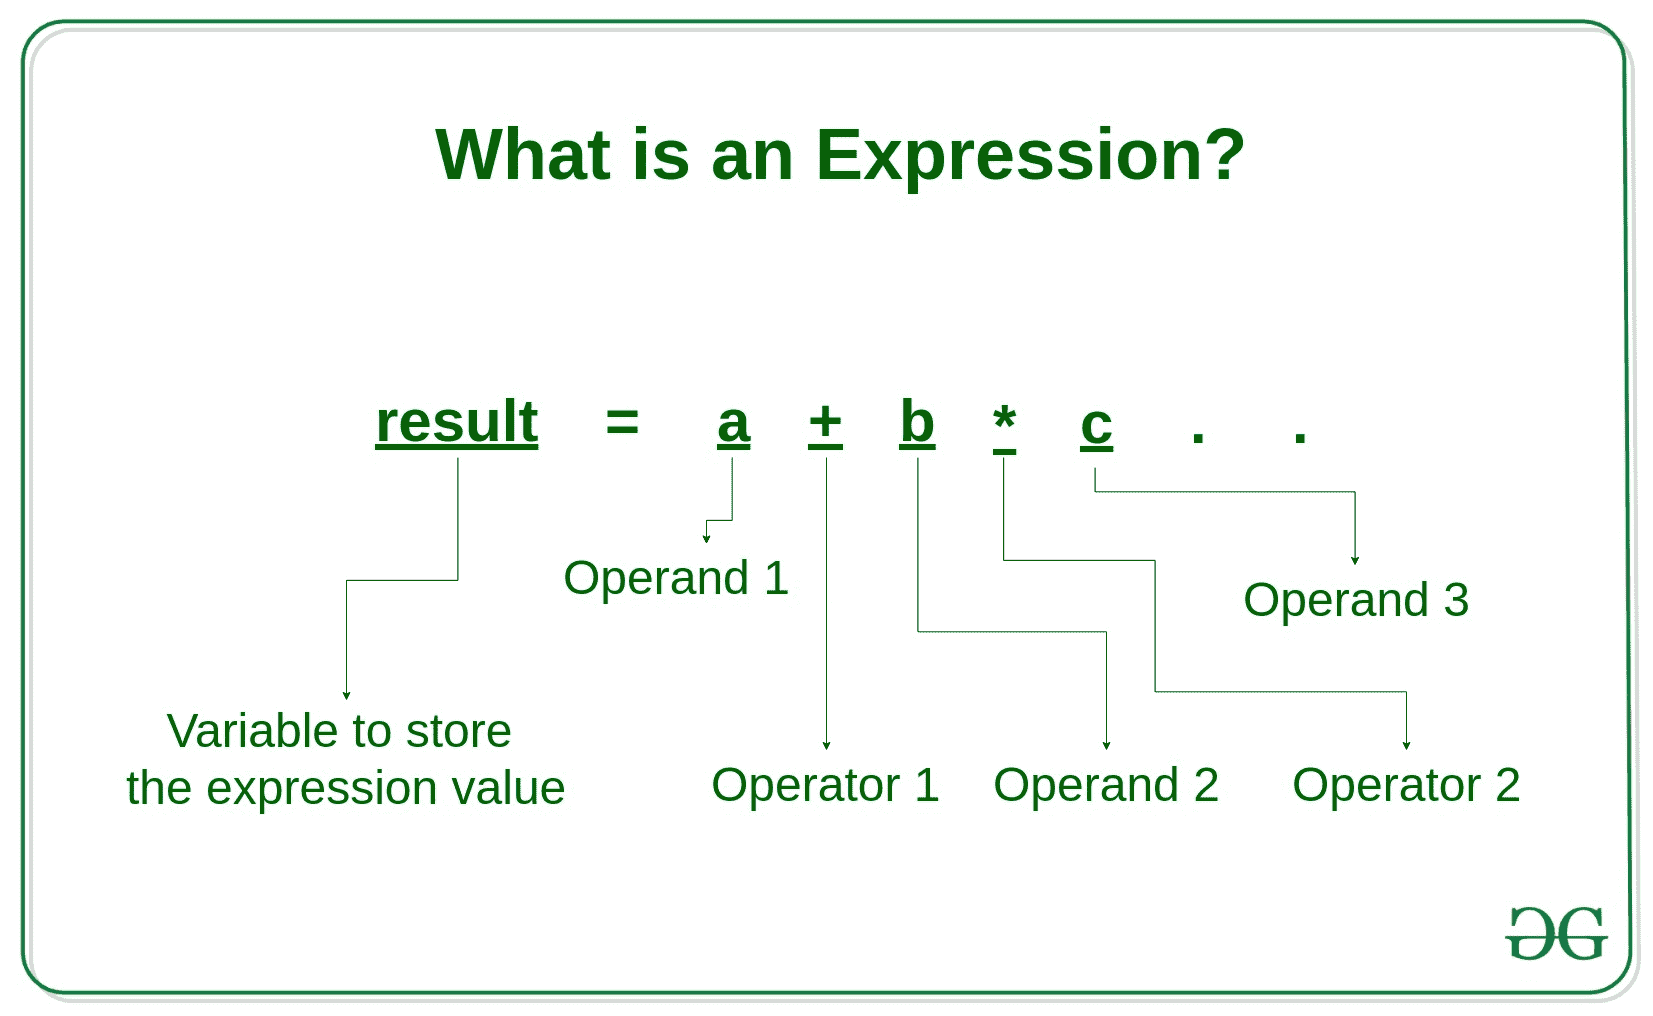 What is an Expression?
result = a + b * c . .
Operand 1
Operand 3
Variable to store
the expression value
Operator 1 Operand 2 Operator 2
GG